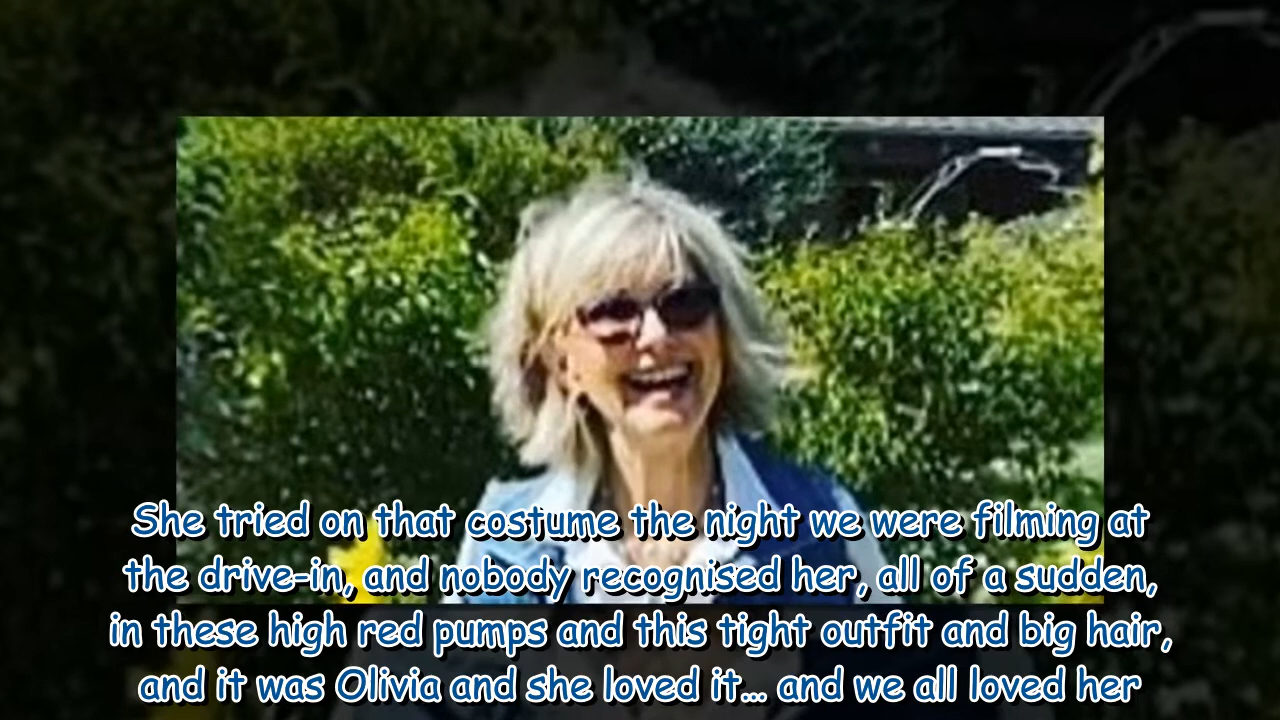 She tried on that costume the night we were filming at
the drive-in, and nobody recognised her, all of a sudden,
in these high red pumps and this tight outfit and big hair,
and it was Olivia and she loved it... and we all loved her